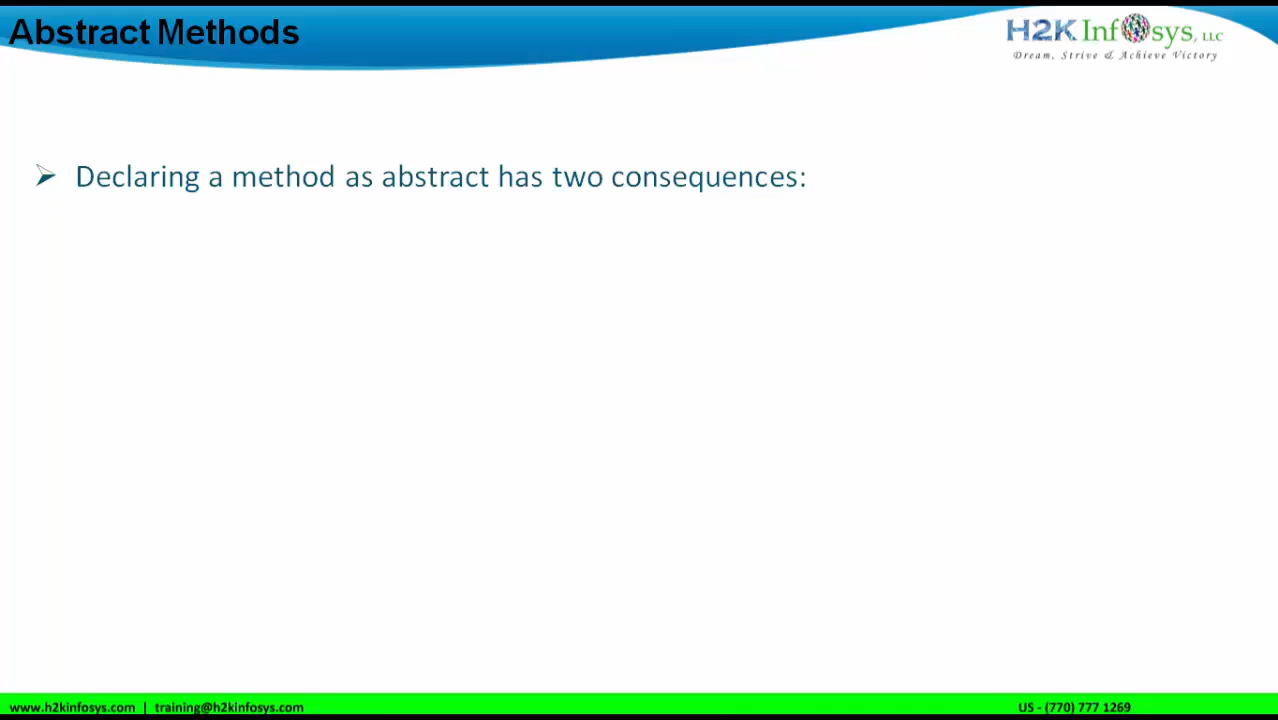 Abstract Methods
H2K Infosys, LLC
Dream, Strive & Achieve Victory
Declaring a method as abstract has two consequences:
www.h2kinfosys.com | training@h2kinfosys.com
US - (770) 777 1269